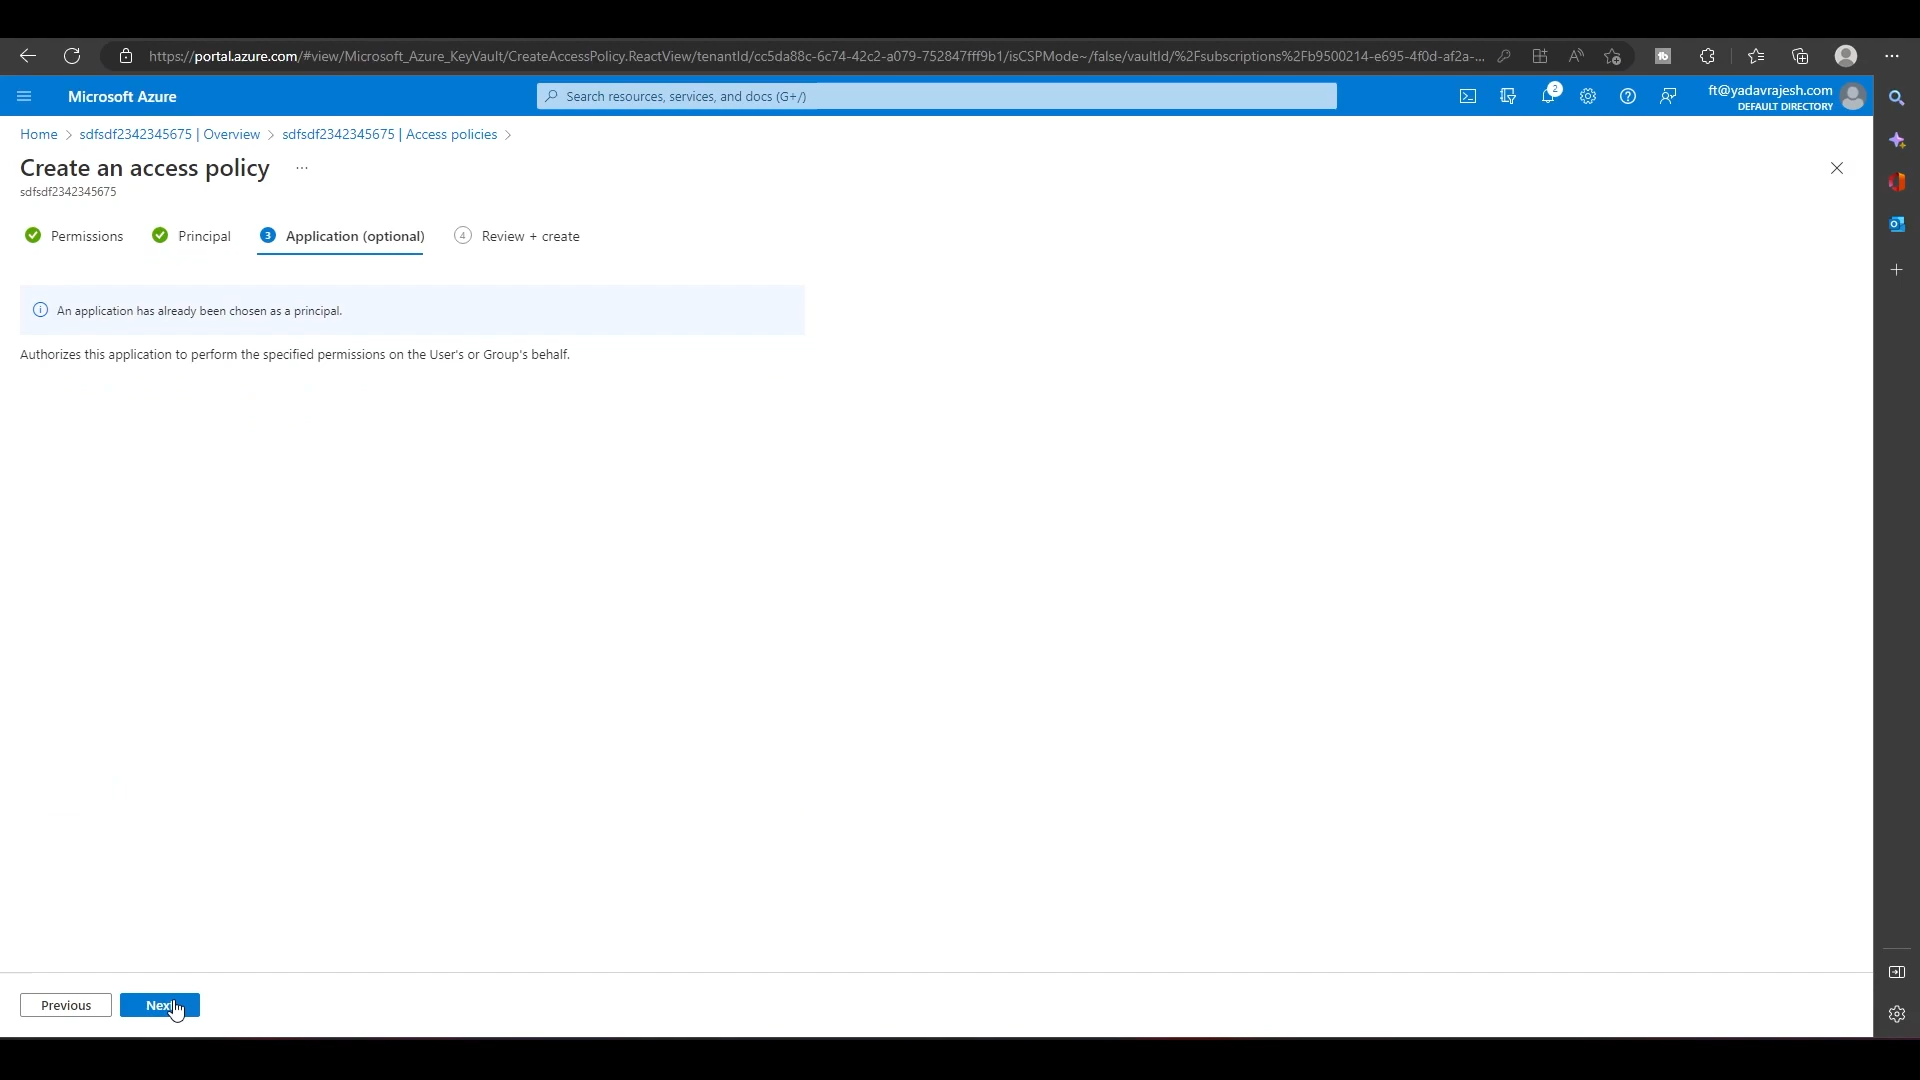 https://portal.azure.com/#view/Microsoft_Azure_KeyVault/CreateAccessPolicy.ReactView/tenantId/cc5da88c-6c74-42c2-a079-752847fff9b1/isCSPMode~/false/vaultId/%2Fsubscriptions%2Fb9500214-e695-4f0d-af2a-...
Microsoft Azure
Search resources, services, and docs (G+/)
2
ft@yadavrajesh.com
DEFAULT DIRECTORY
Home > sdfsdf2342345675 | Overview > sdfsdf2342345675 | Access policies >
Create an access policy ...
sdfsdf2342345675
Permissions Principal 3 Application (optional) 4 Review + create
An application has already been chosen as a principal.
Authorizes this application to perform the specified permissions on the User's or Group's behalf.
Previous Next